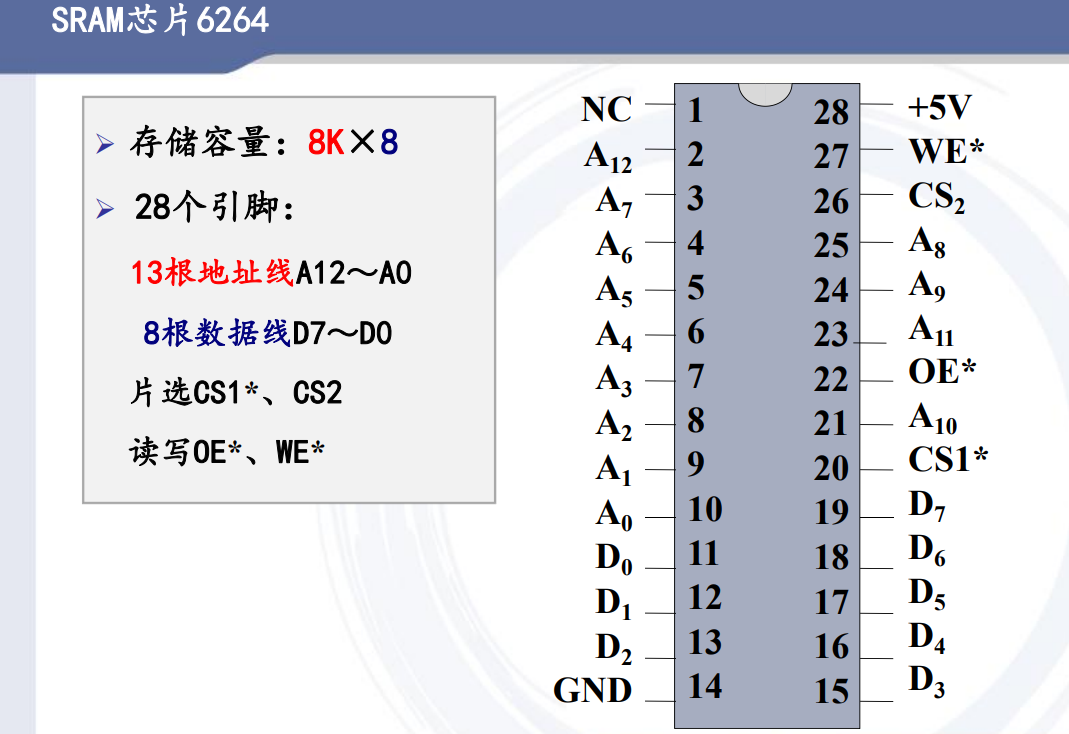 SRAM芯片6264
➢ 存储容量：8K×8
➢ 28个引脚：
13根地址线A12～A0
8根数据线D7～D0
片选CS1*、CS2
读写OE*、WE*
NC 1 28 +5V
A₁₂ 2 27 WE*
A₇ 3 26 CS₂
A₆ 4 25 A₈
A₅ 5 24 A₉
A₄ 6 23 A₁₁
A₃ 7 22 OE*
A₂ 8 21 A₁₀
A₁ 9 20 CS1*
A₀ 10 19 D₇
D₀ 11 18 D₆
D₁ 12 17 D₅
D₂ 13 16 D₄
GND 14 15 D₃